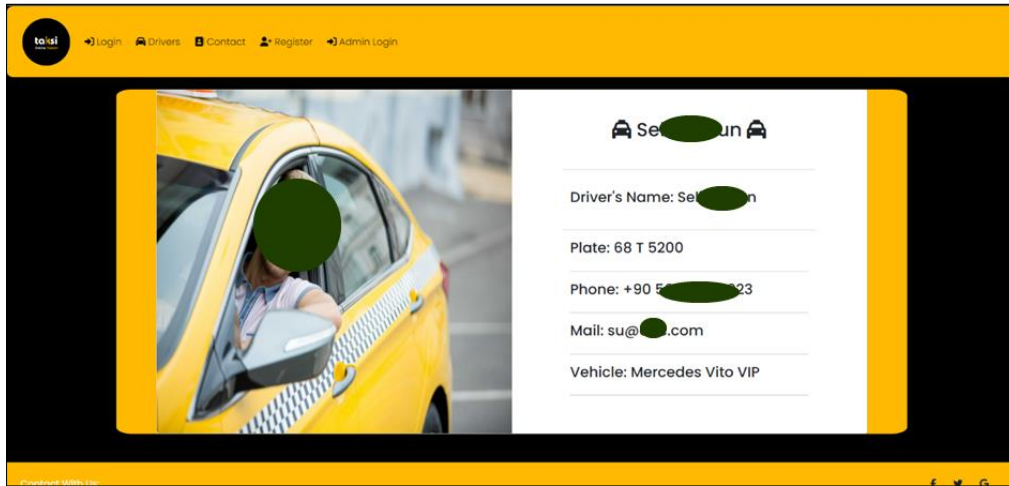 taksi
Login Drivers Contact Register Admin Login
Driver's Name:
Plate: 68 T 5200
Phone: +90
Mail: su@ .com
Vehicle: Mercedes Vito VIP
Contact With Us: